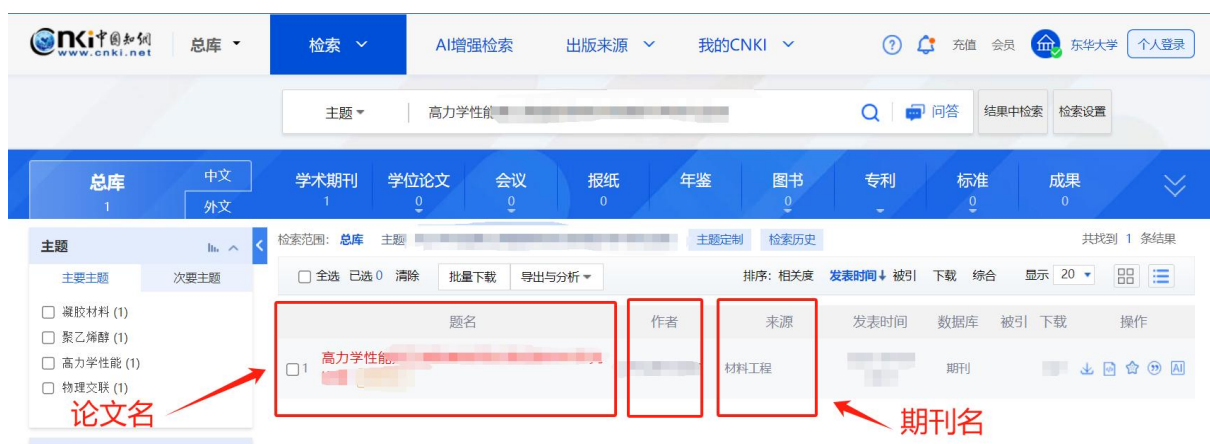 Cnki中国知网
www.cnki.net
总库
检索
AI增强检索
出版来源
我的CNKI
充值 会员
东华大学
个人登录
主题
高力学性能
问答
结果中检索
检索设置
总库
1
中文
外文
学术期刊
1
学位论文
0
会议
0
报纸
0
年鉴
图书
0
专利
标准
0
成果
0
主题
主要主题 次要主题
凝胶材料 (1)
聚乙烯醇 (1)
高力学性能 (1)
物理交联 (1)
检索范围: 总库 主题
主题定制 检索历史
共找到 1 条结果
全选 已选 0 清除 批量下载 导出与分析
排序: 相关度 发表时间↓ 被引 下载 综合 显示 20
题名 作者 来源 发表时间 数据库 被引 下载 操作
1 高力学性能
材料工程
期刊
AI
论文名
期刊名